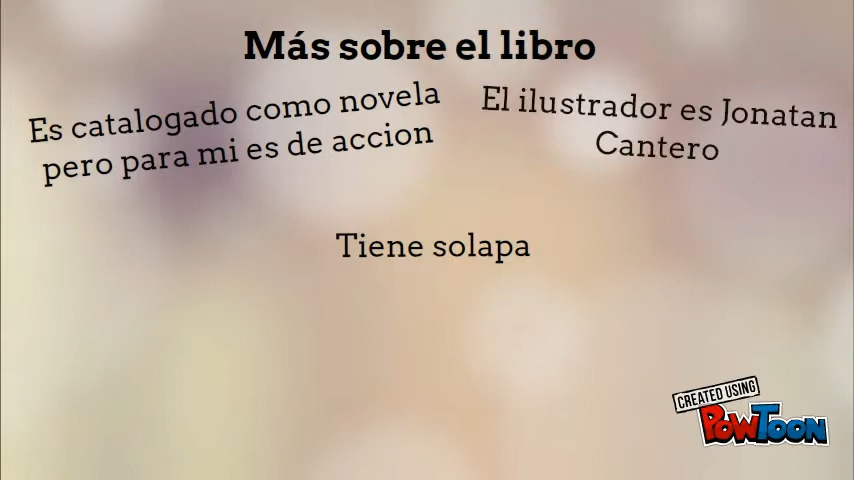 Más sobre el libro
Es catalogado como novela
pero para mi es de accion
El ilustrador es Jonatan
Cantero
Tiene solapa
CREATED USING
POWTOON